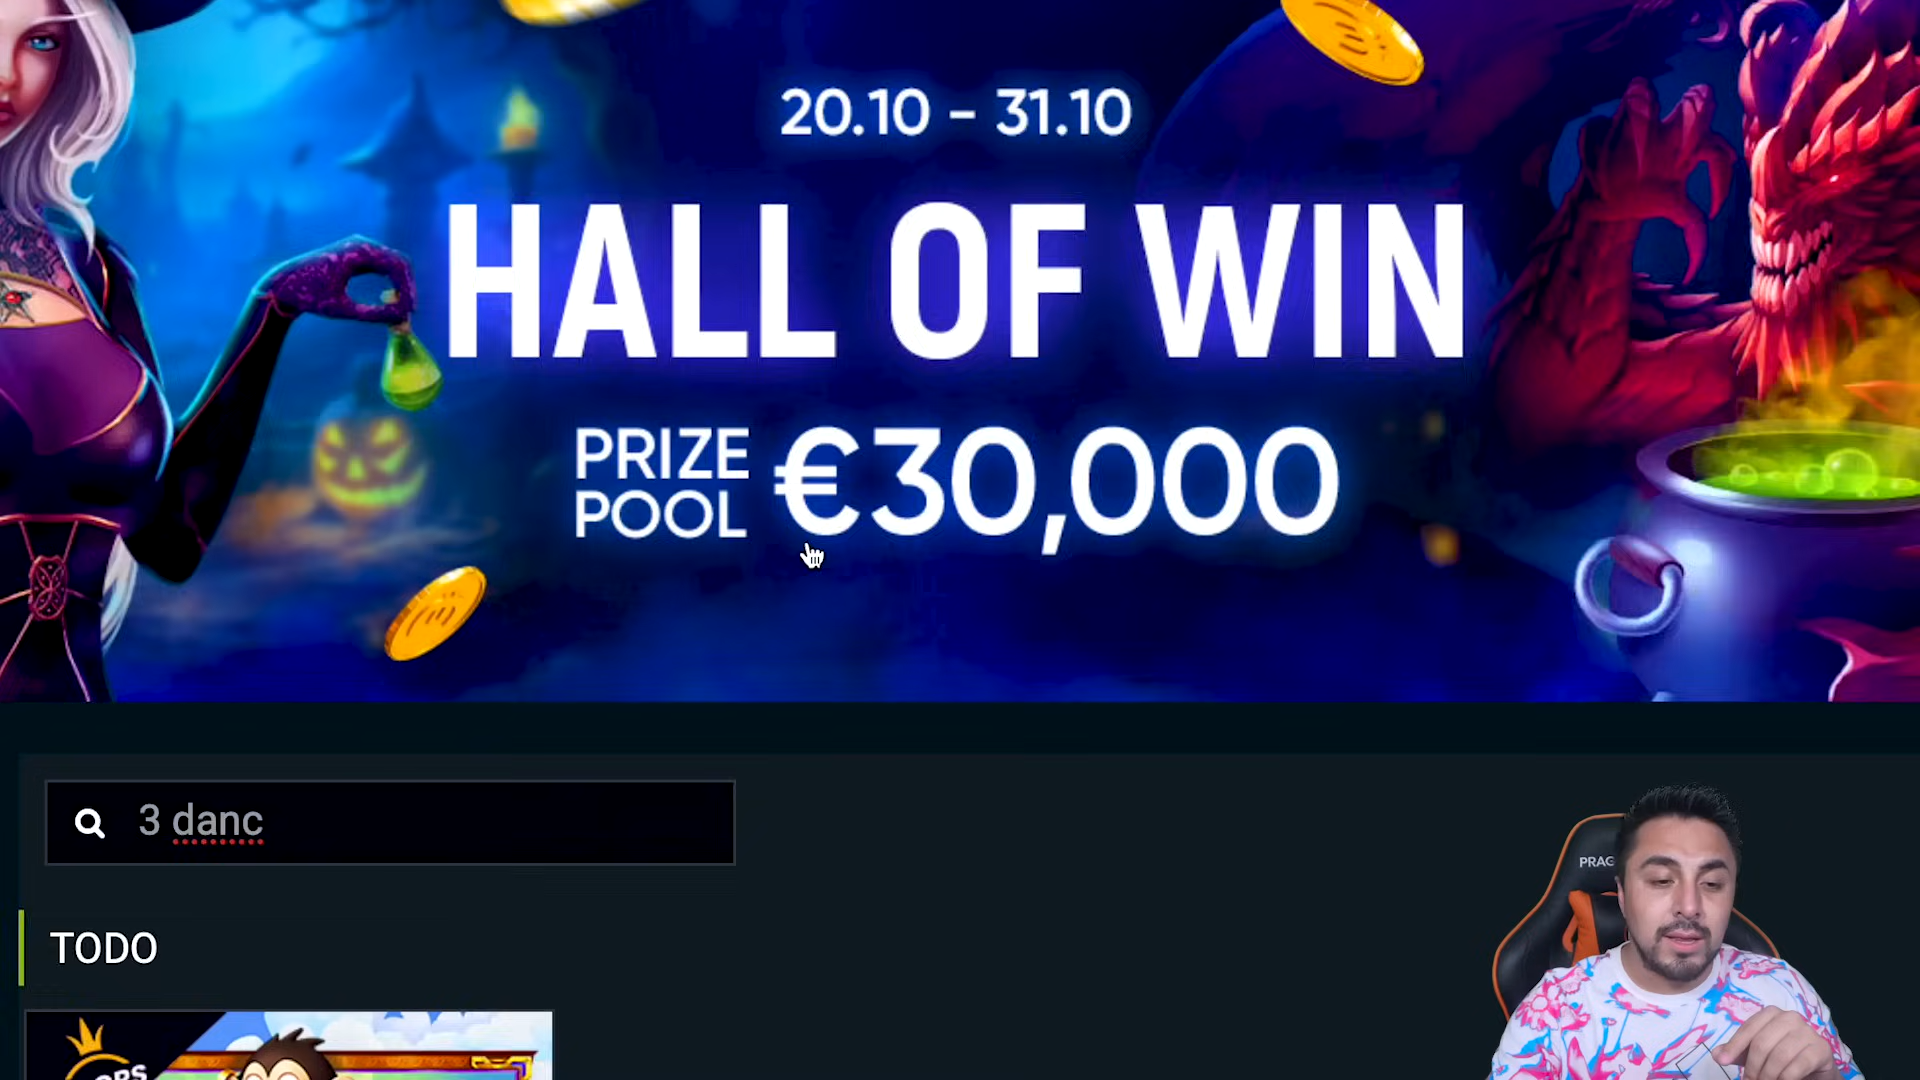 20.10 - 31.10
HALL OF WIN
PRIZE
POOL
€30,000
3 danc
TODO
PRAG